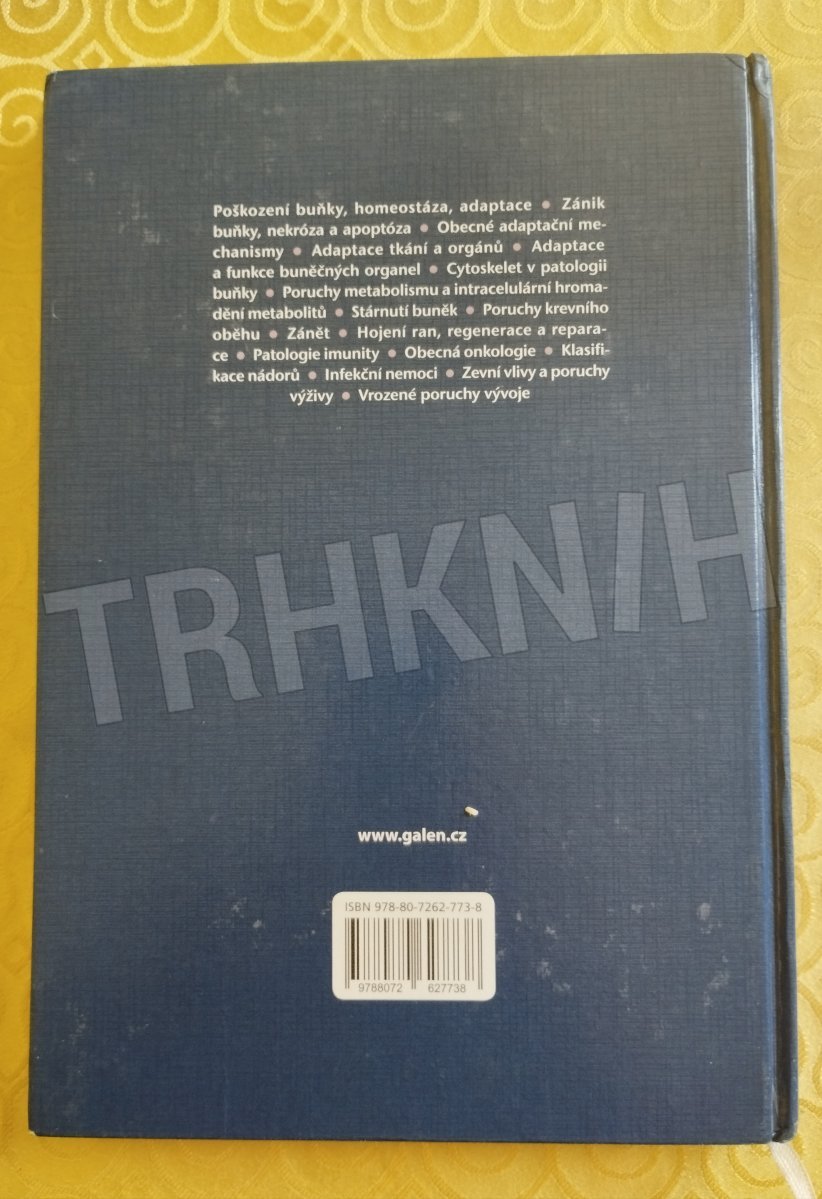 Poškození buňky, homeostáza, adaptace • Zánik
buňky, nekróza a apoptóza • Obecné adaptační me-
chanismy • Adaptace tkání a orgánů • Adaptace
a funkce buněčných organel • Cytoskelet v patologii
buňky • Poruchy metabolismu a intracelulární hroma-
dění metabolitů • Stárnutí buněk • Poruchy krevního
oběhu • Zánět • Hojení ran, regenerace a repara-
ce • Patologie imunity • Obecná onkologie • Klasifi-
kace nádorů • Infekční nemoci • Zevní vlivy a poruchy
výživy • Vrozené poruchy vývoje
TRHKNIH
www.galen.cz
ISBN 978-80-7262-773-8
9788072 627738